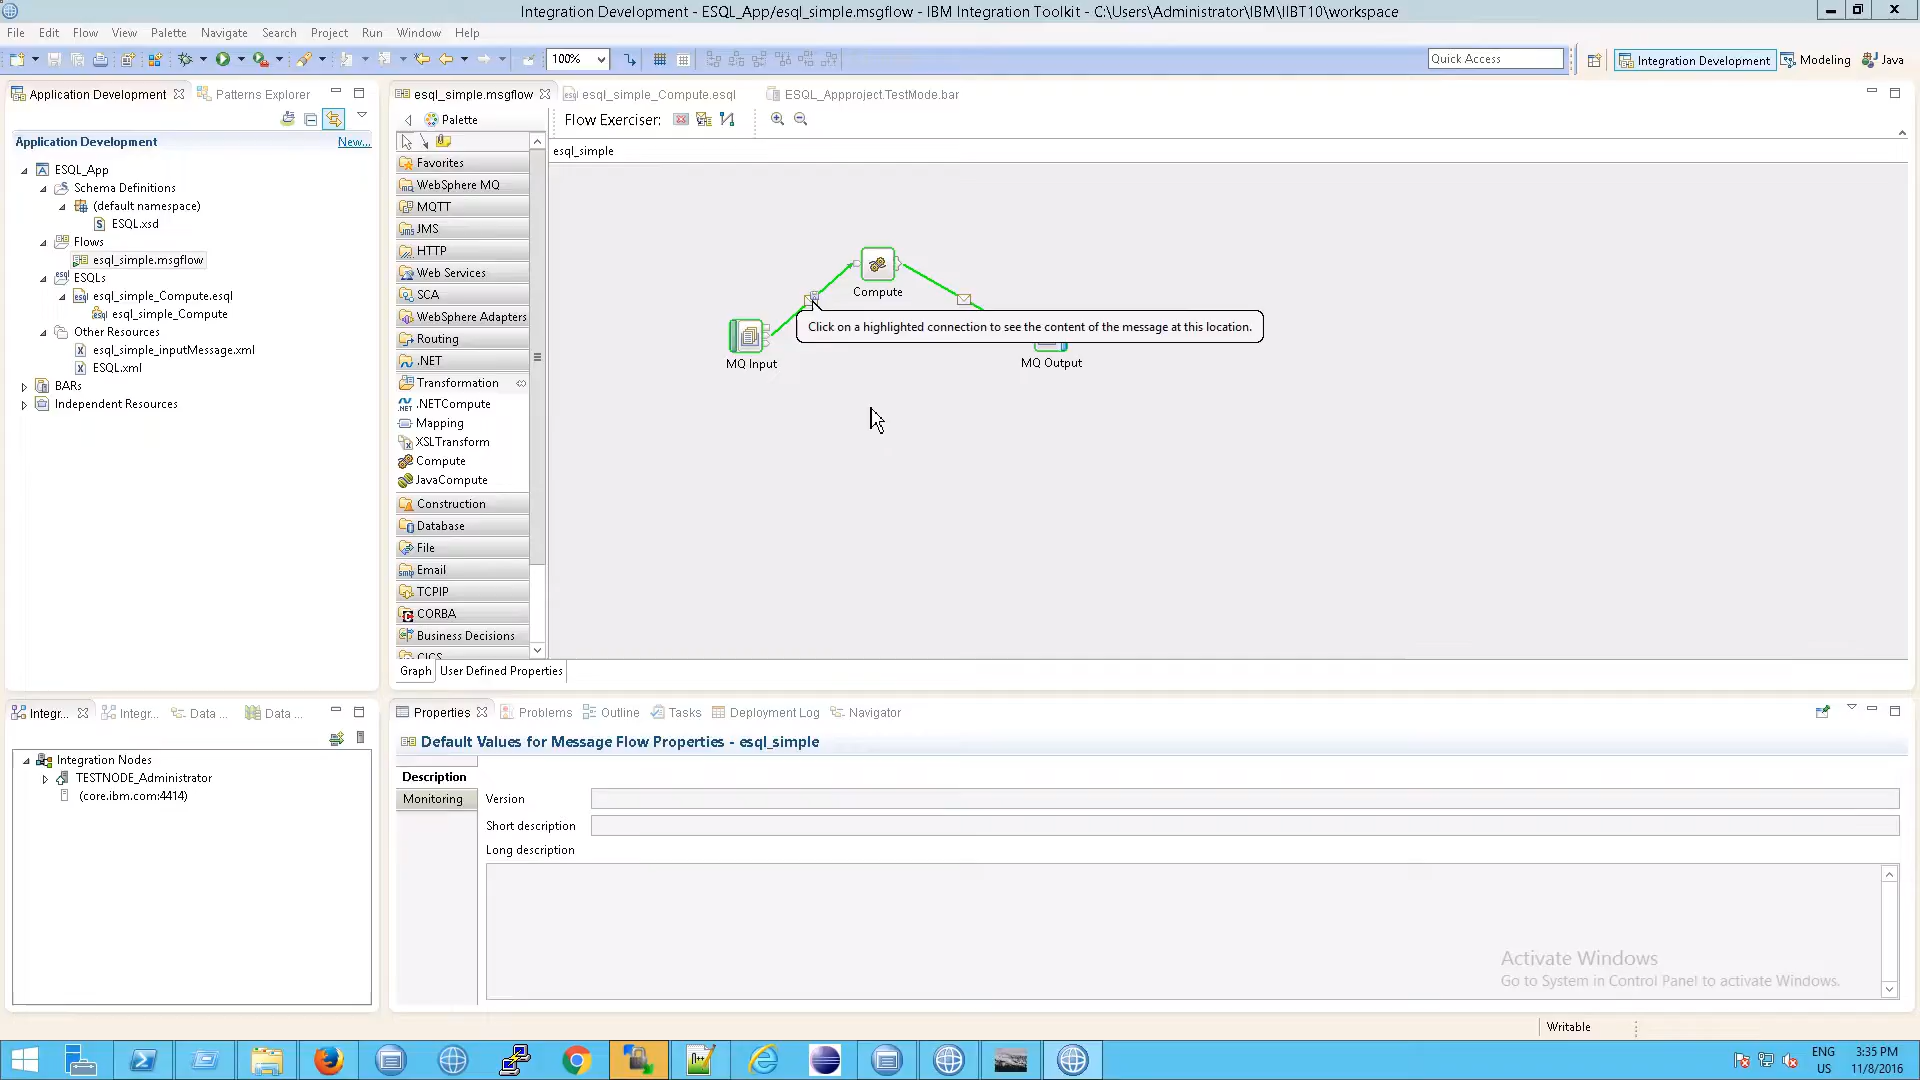 Integration Development - ESQL_App/esql_simple.msgflow - IBM Integration Toolkit - C:\Users\Administrator\IBM\IIBT10\workspace
File Edit Flow View Palette Navigate Search Project Run Window Help
100%
Quick Access
Integration Development
Modeling
Java
Application Development
Patterns Explorer
Application Development
New...
ESQL_App
Schema Definitions
(default namespace)
ESQL.xsd
Flows
esql_simple.msgflow
ESQLs
esql_simple_Compute.esql
esql_simple_Compute
Other Resources
esql_simple_inputMessage.xml
ESQL.xml
BARs
Independent Resources
esql_simple.msgflow
esql_simple_Compute.esql
ESQL_Appproject.TestMode.bar
Palette
Flow Exerciser:
esql_simple
Favorites
WebSphere MQ
MQTT
JMS
HTTP
Web Services
SCA
WebSphere Adapters
Routing
.NET
Transformation
.NETCompute
Mapping
XSLTransform
Compute
JavaCompute
Construction
Database
File
Email
TCPIP
CORBA
Business Decisions
CICS
Compute
Click on a highlighted connection to see the content of the message at this location.
MQ Input
MQ Output
Graph
User Defined Properties
Integr...
Integr...
Data ...
Data ...
Integration Nodes
TESTNODE_Administrator
(core.ibm.com:4414)
Properties
Problems
Outline
Tasks
Deployment Log
Navigator
Default Values for Message Flow Properties - esql_simple
Description
Monitoring
Version
Short description
Long description
Activate Windows
Go to System in Control Panel to activate Windows.
Writable
ENG
US
3:35 PM
11/8/2016